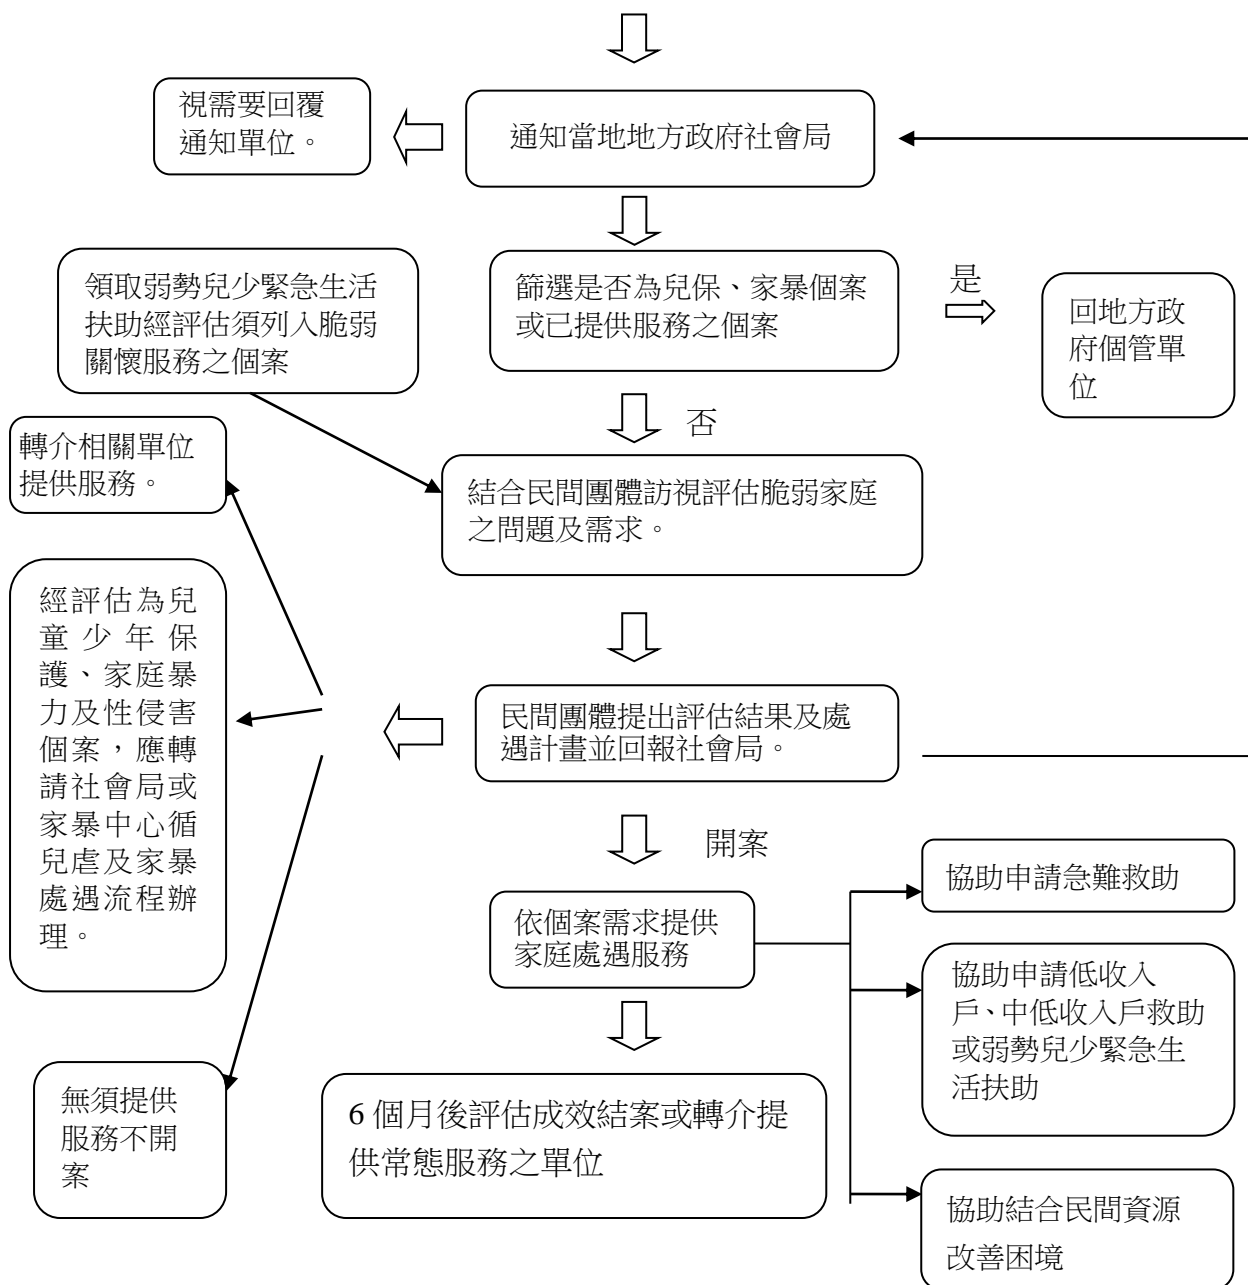 視需要回覆
通知單位。
通知當地地方政府社會局
領取弱勢兒少緊急生活
扶助經評估須列入脆弱
關懷服務之個案
篩選是否為兒保、家暴個案
或已提供服務之個案
是
回地方政
府個管單
位
否
轉介相關單位
提供服務。
結合民間團體訪視評估脆弱家庭
之問題及需求。
經評估為兒
童少年保
護、家庭暴
力及性侵害
個案，應轉
請社會局或
家暴中心循
兒虐及家暴
處遇流程辦
理。
民間團體提出評估結果及處
遇計畫並回報社會局。
開案
依個案需求提供
家庭處遇服務
協助申請急難救助
協助申請低收入
戶、中低收入戶救助
或弱勢兒少緊急生
活扶助
無須提供
服務不開
案
6 個月後評估成效結案或轉介提
供常態服務之單位
協助結合民間資源
改善困境